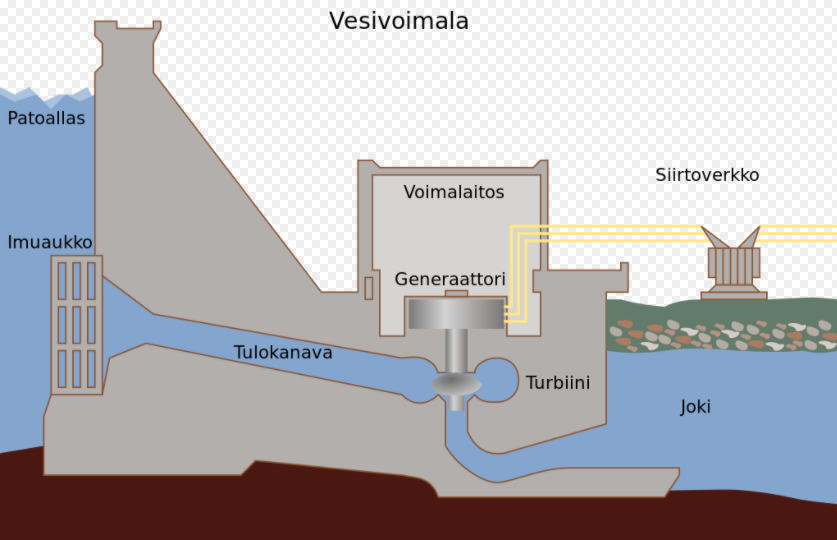 Vesivoimala
Patoallas
Siirtoverkko
Voimalaitos
Imuaukko
Generaattori
Tulokanava
Turbiini
Joki